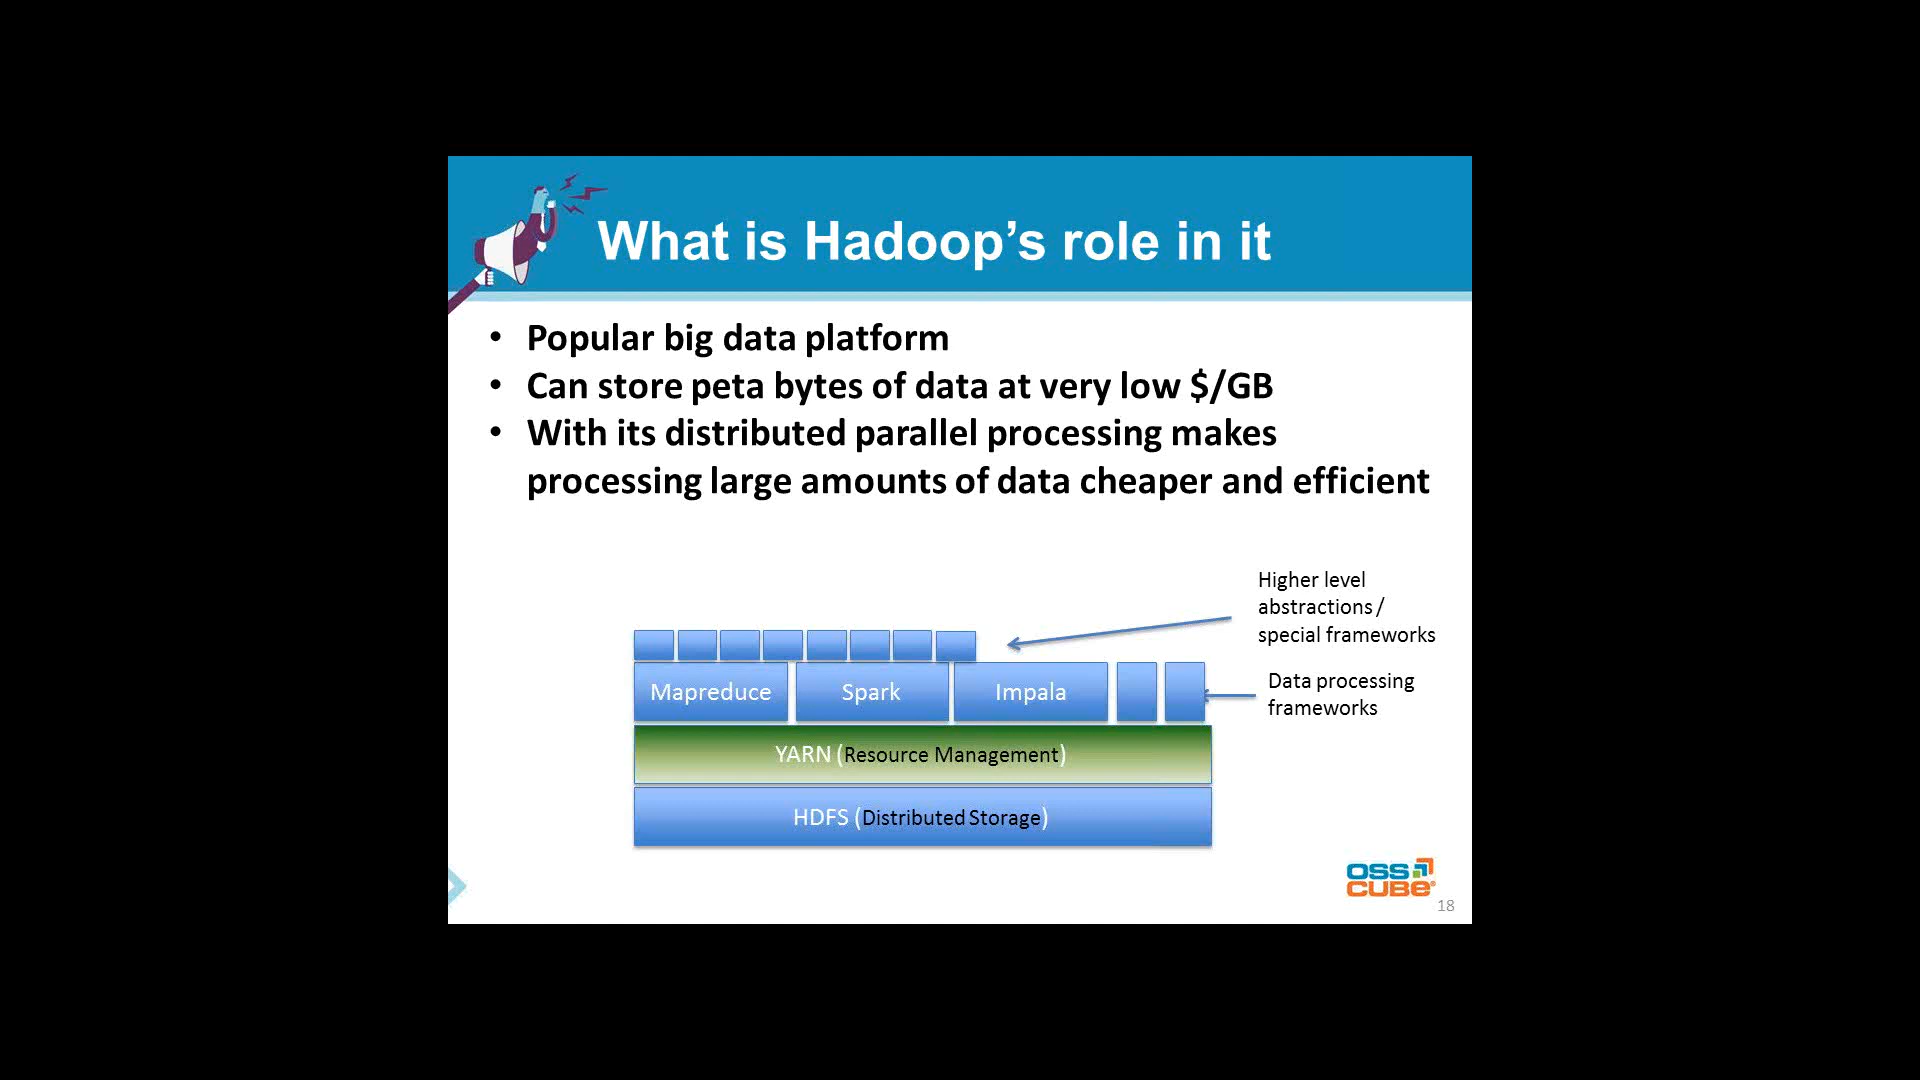 What is Hadoop’s role in it
• Popular big data platform
• Can store peta bytes of data at very low $/GB
• With its distributed parallel processing makes
processing large amounts of data cheaper and efficient
Higher level
abstractions /
special frameworks
Mapreduce
Spark
Impala
Data processing
frameworks
YARN (Resource Management)
HDFS (Distributed Storage)
OSS
CUBE®
18